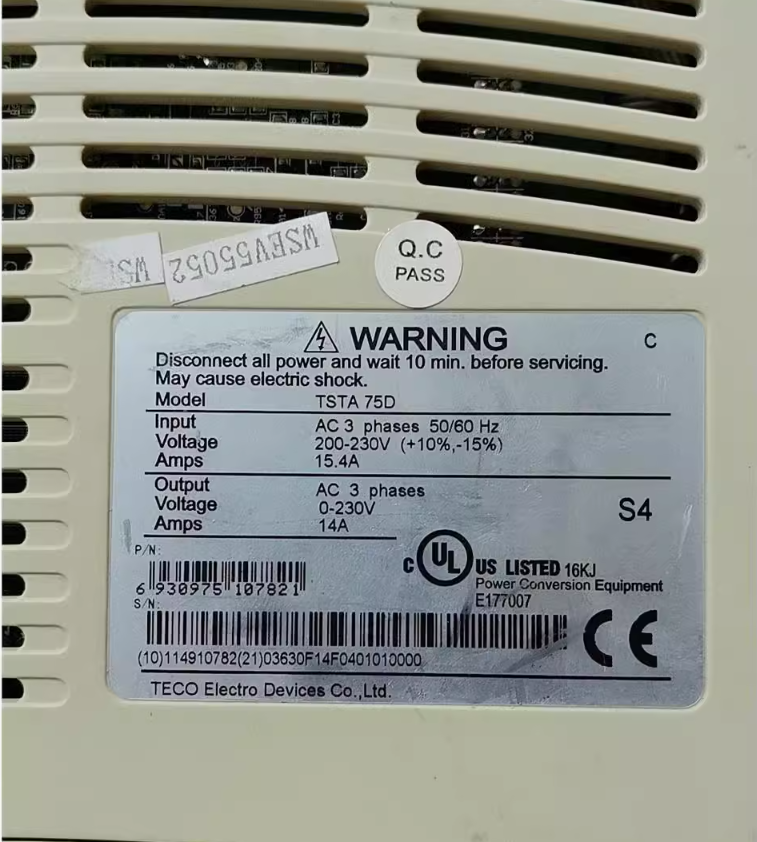 WSEV55052
WS
Q.C
PASS
WARNING
C
Disconnect all power and wait 10 min. before servicing.
May cause electric shock.
Model TSTA 75D
Input AC 3 phases 50/60 Hz
Voltage 200-230V (+10%,-15%)
Amps 15.4A
Output AC 3 phases
Voltage 0-230V
Amps 14A
S4
P/N:
6 930975 107821
c UL US LISTED 16KJ
Power Conversion Equipment
E177007
S/N:
CE
(10)114910782(21)03630F14F0401010000
TECO Electro Devices Co.,Ltd.